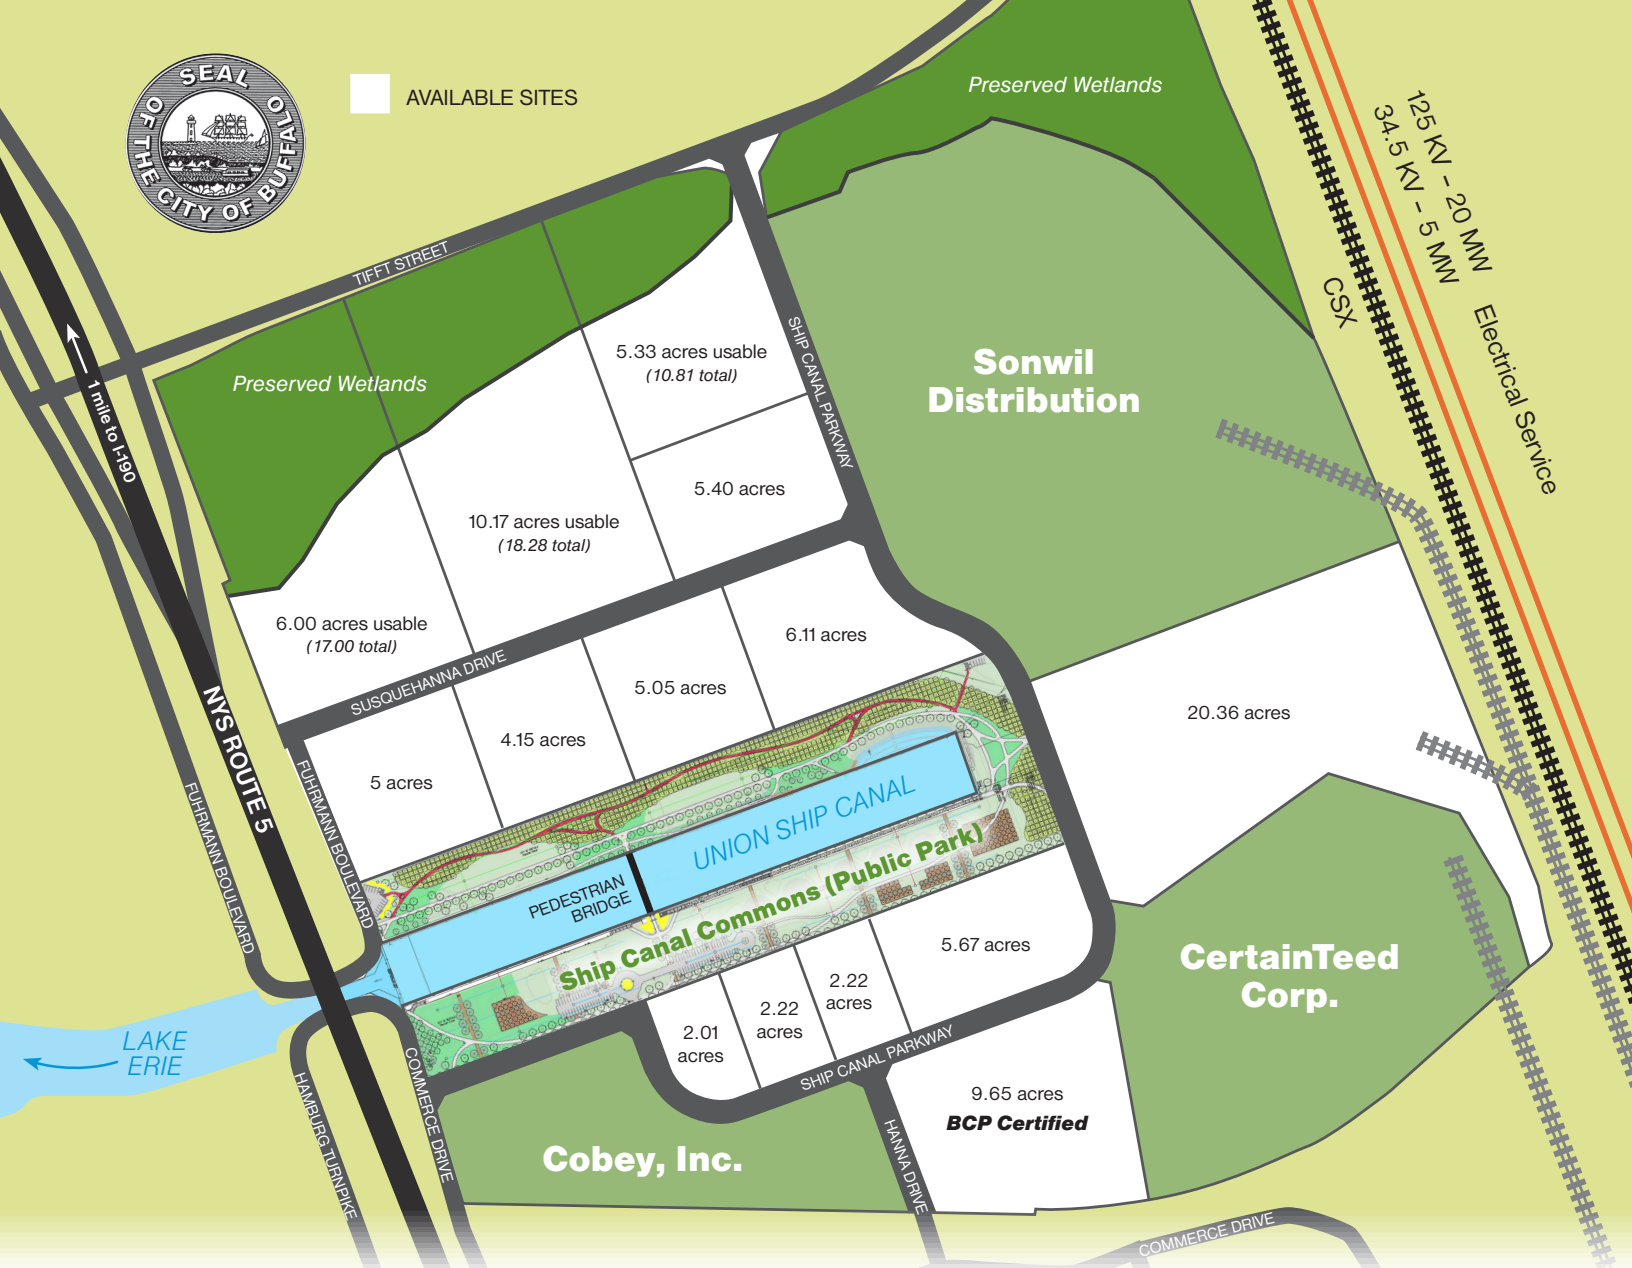 SEAL OF THE CITY OF BUFFALO
AVAILABLE SITES
Preserved Wetlands
125 KV - 20 MW
34.5 KV - 5 MW
Electrical Service
CSX
TIFFT STREET
Preserved Wetlands
1 mile to I-190
SHIP CANAL PARKWAY
5.33 acres usable
(10.81 total)
Sonwil
Distribution
5.40 acres
10.17 acres usable
(18.28 total)
6.00 acres usable
(17.00 total)
6.11 acres
SUSQUEHANNA DRIVE
5.05 acres
4.15 acres
5 acres
20.36 acres
NYS ROUTE 5
FUHRMANN BOULEVARD
FUHRMANN BOULEVARD
UNION SHIP CANAL
PEDESTRIAN
BRIDGE
Ship Canal Commons (Public Park)
5.67 acres
2.22
acres
2.22
acres
2.01
acres
CertainTeed
Corp.
LAKE
ERIE
SHIP CANAL PARKWAY
HAMBURG TURNPIKE
COMMERCE DRIVE
9.65 acres
BCP Certified
HANNA DRIVE
Cobey, Inc.
COMMERCE DRIVE